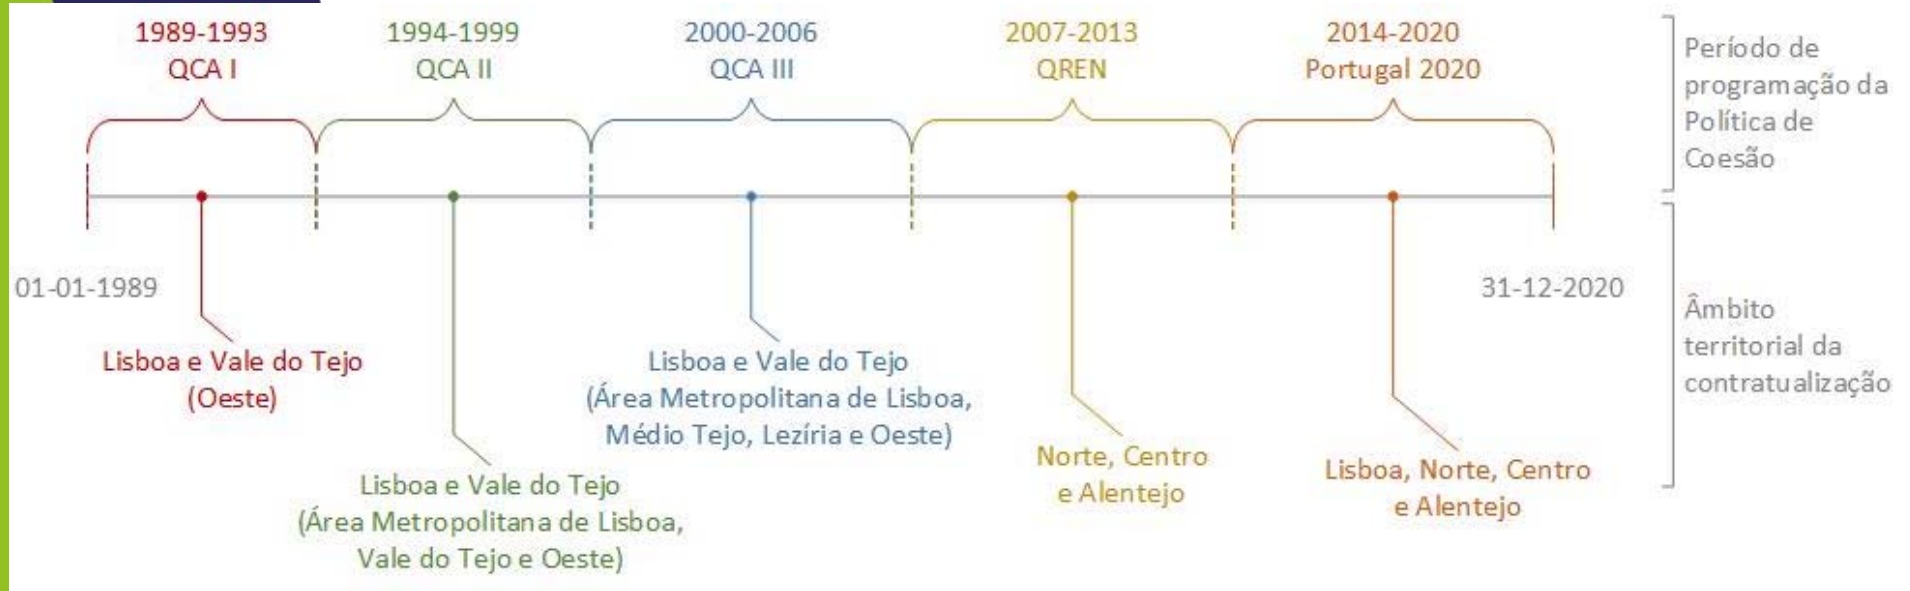 1989-1993
QCA I
1994-1999
QCA II
2000-2006
QCA III
2007-2013
QREN
2014-2020
Portugal 2020
Período de
programação da
Política de
Coesão
01-01-1989
31-12-2020
Lisboa e Vale do Tejo
(Oeste)
Lisboa e Vale do Tejo
(Área Metropolitana de Lisboa,
Vale do Tejo e Oeste)
Lisboa e Vale do Tejo
(Área Metropolitana de Lisboa,
Médio Tejo, Lezíria e Oeste)
Norte, Centro
e Alentejo
Lisboa, Norte, Centro
e Alentejo
Âmbito
territorial da
contratualização